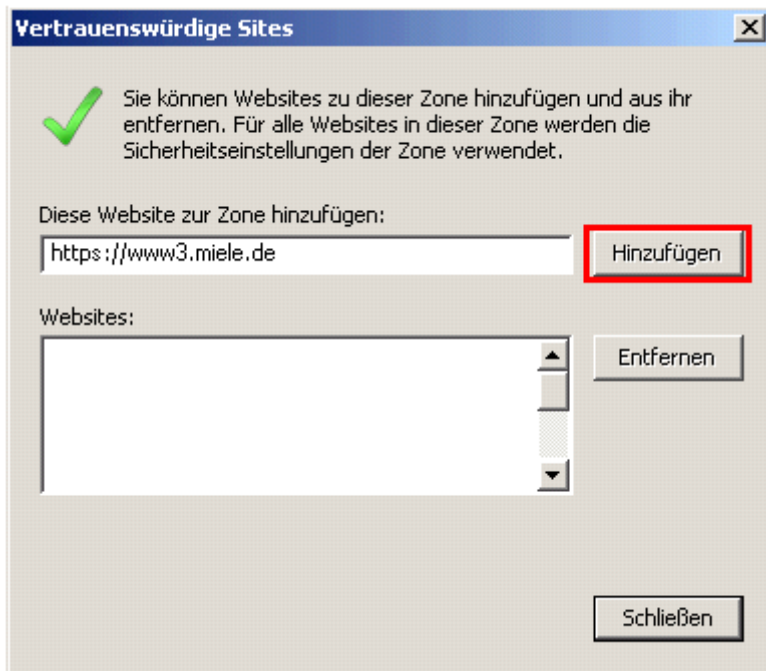 Vertrauenswürdige Sites
Sie können Websites zu dieser Zone hinzufügen und aus ihr
entfernen. Für alle Websites in dieser Zone werden die
Sicherheitseinstellungen der Zone verwendet.
Diese Website zur Zone hinzufügen:
https://www3.miele.de
Hinzufügen
Websites:
Entfernen
Schließen